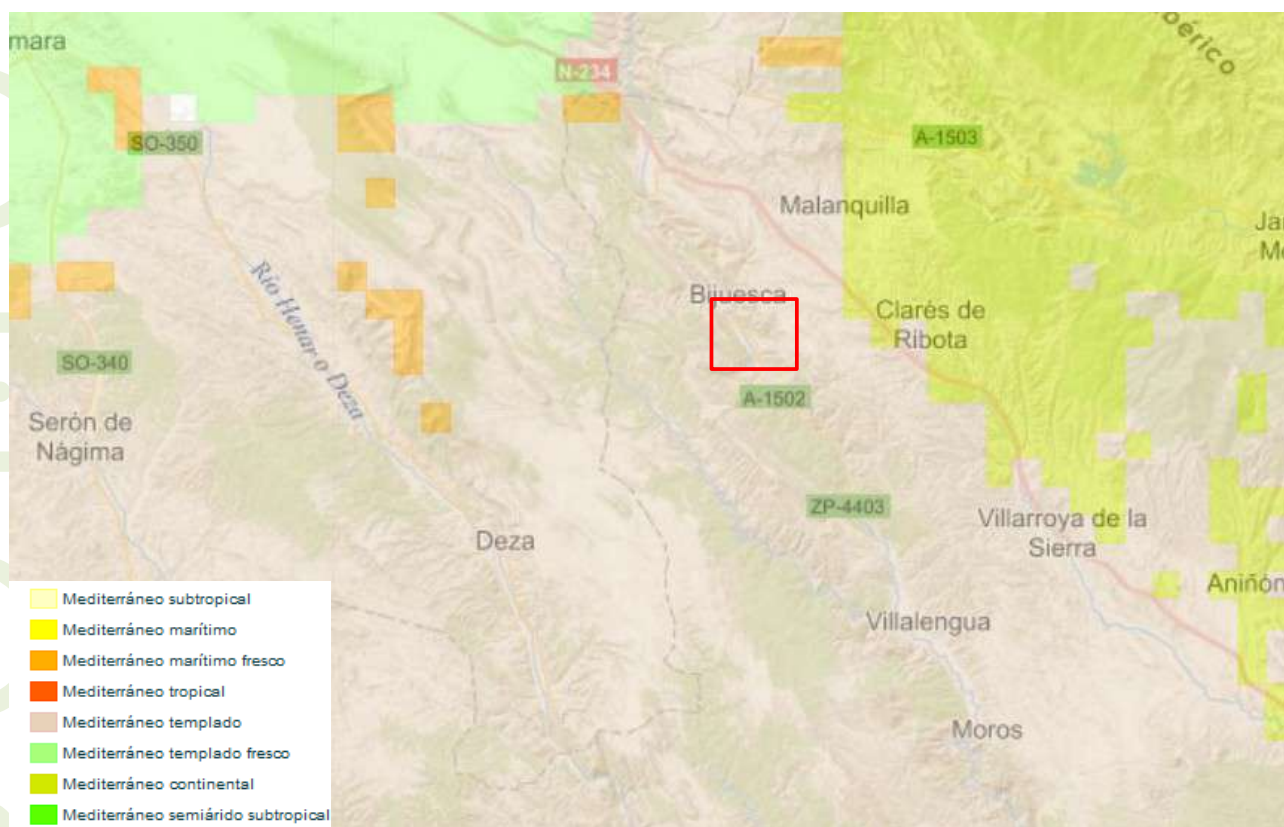 mara
N-234
SO-350
A-1503
Malanquilla
Río Henar o Deza
Bijuesca
Clarés de
Ribota
SO-340
A-1502
Serón de
Nágima
ZP-4403
Villarroya de la
Sierra
Deza
Aniñón
Villalengua
Moros
Mediterráneo subtropical
Mediterráneo marítimo
Mediterráneo marítimo fresco
Mediterráneo tropical
Mediterráneo templado
Mediterráneo templado fresco
Mediterráneo continental
Mediterráneo semiárido subtropical